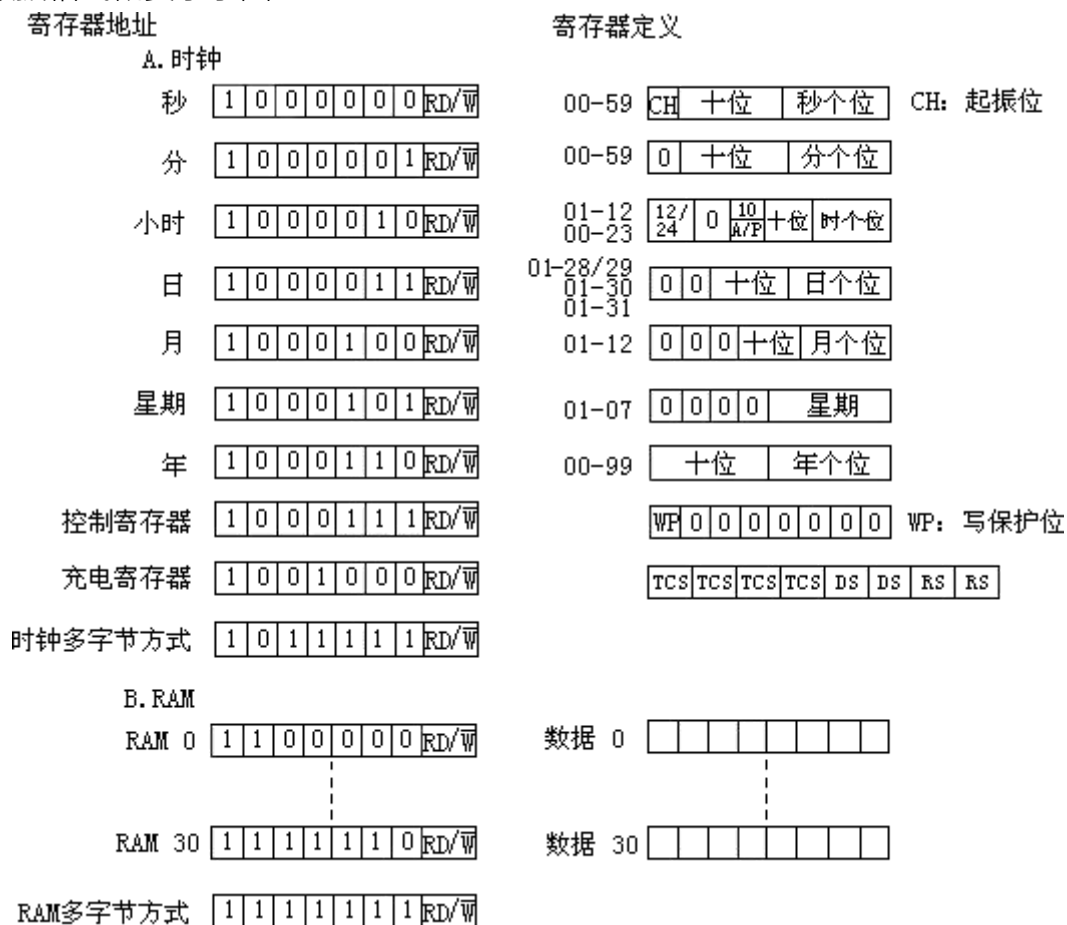 寄存器地址 寄存器定义
A.时钟
秒 1 0 0 0 0 0 0 RD/W̅ 00-59 CH 十位 秒个位 CH: 起振位
分 1 0 0 0 0 0 1 RD/W̅ 00-59 0 十位 分个位
小时 1 0 0 0 0 1 0 RD/W̅ 01-12 00-23 12/24 0 10 A/P 十位 时个位
日 1 0 0 0 0 1 1 RD/W̅ 01-28/29 01-30 01-31 0 0 十位 日个位
月 1 0 0 0 1 0 0 RD/W̅ 01-12 0 0 0 十位 月个位
星期 1 0 0 0 1 0 1 RD/W̅ 01-07 0 0 0 0 星期
年 1 0 0 0 1 1 0 RD/W̅ 00-99 十位 年个位
控制寄存器 1 0 0 0 1 1 1 RD/W̅ WP 0 0 0 0 0 0 0 WP: 写保护位
充电寄存器 1 0 0 1 0 0 0 RD/W̅ TCS TCS TCS TCS DS DS RS RS
时钟多字节方式 1 0 1 1 1 1 1 RD/W̅
B.RAM
RAM 0 1 1 0 0 0 0 0 RD/W̅ 数据 0
RAM 30 1 1 1 1 1 1 0 RD/W̅ 数据 30
RAM多字节方式 1 1 1 1 1 1 1 RD/W̅